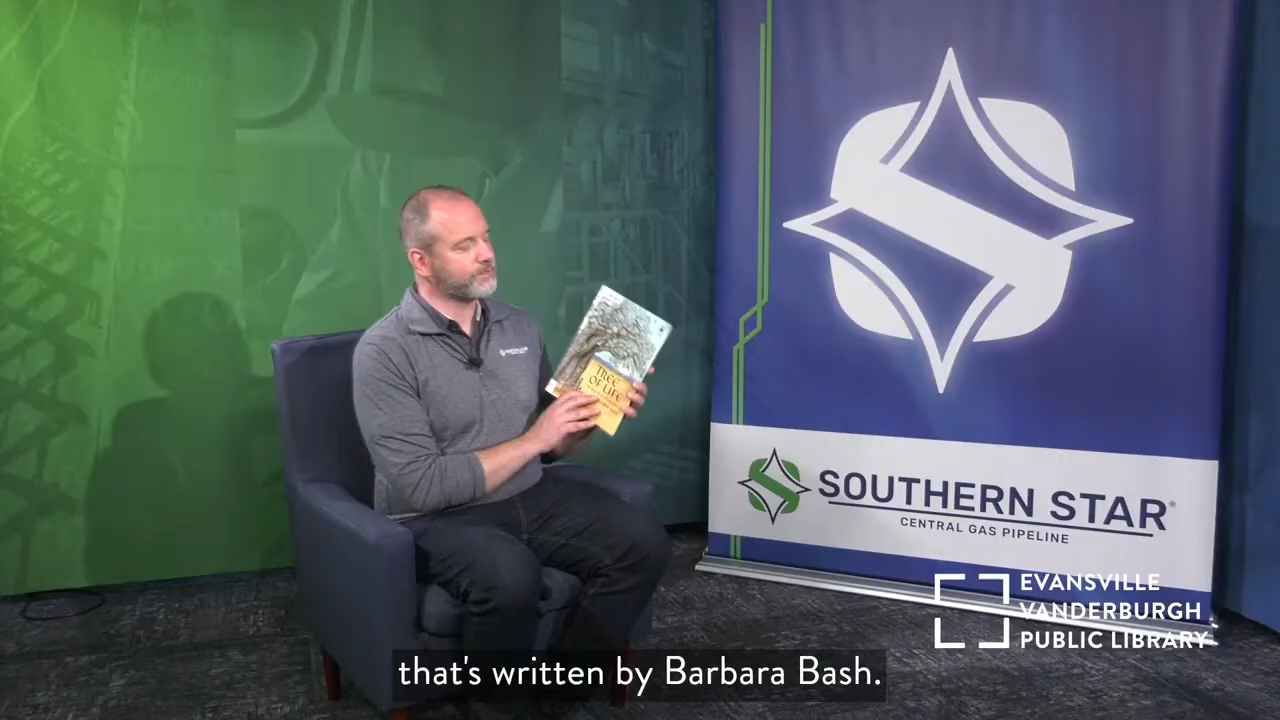 TREE
OF LIFE
SOUTHERN STAR®
CENTRAL GAS PIPELINE
EVANSVILLE
VANDERBURGH
PUBLIC LIBRARY
that's written by Barbara Bash.